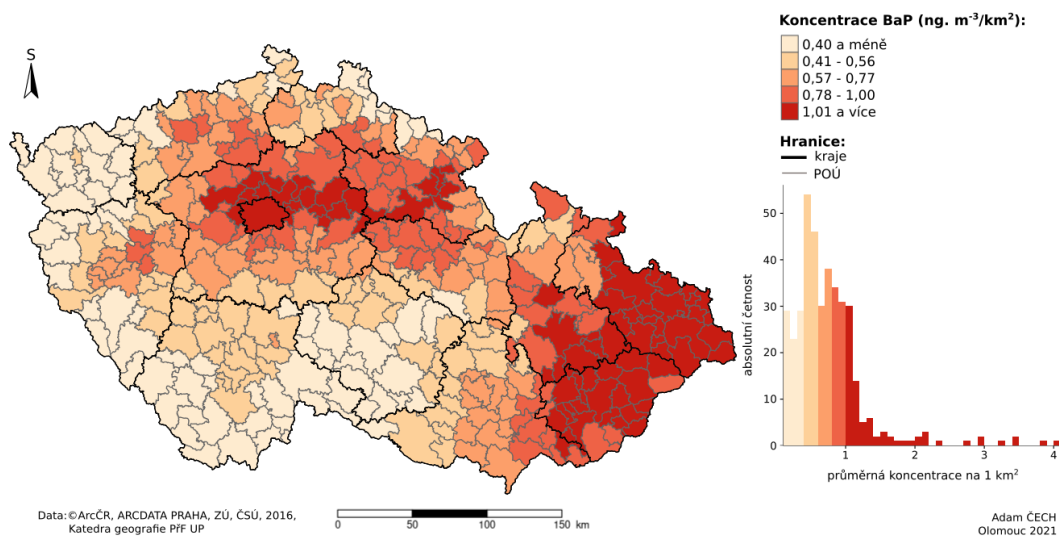 Koncentrace BaP (ng. m⁻³/km²):
0,40 a méně
0,41 - 0,56
0,57 - 0,77
0,78 - 1,00
1,01 a více
Hranice:
kraje
POÚ
S
50
40
30
20
10
0
absolutní četnost
1
2
3
4
průměrná koncentrace na 1 km²
Data:©ArcČR, ARCDATA PRAHA, ZÚ, ČSÚ, 2016,
Katedra geografie PřF UP
0 50 100 150 km
Adam ČECH
Olomouc 2021